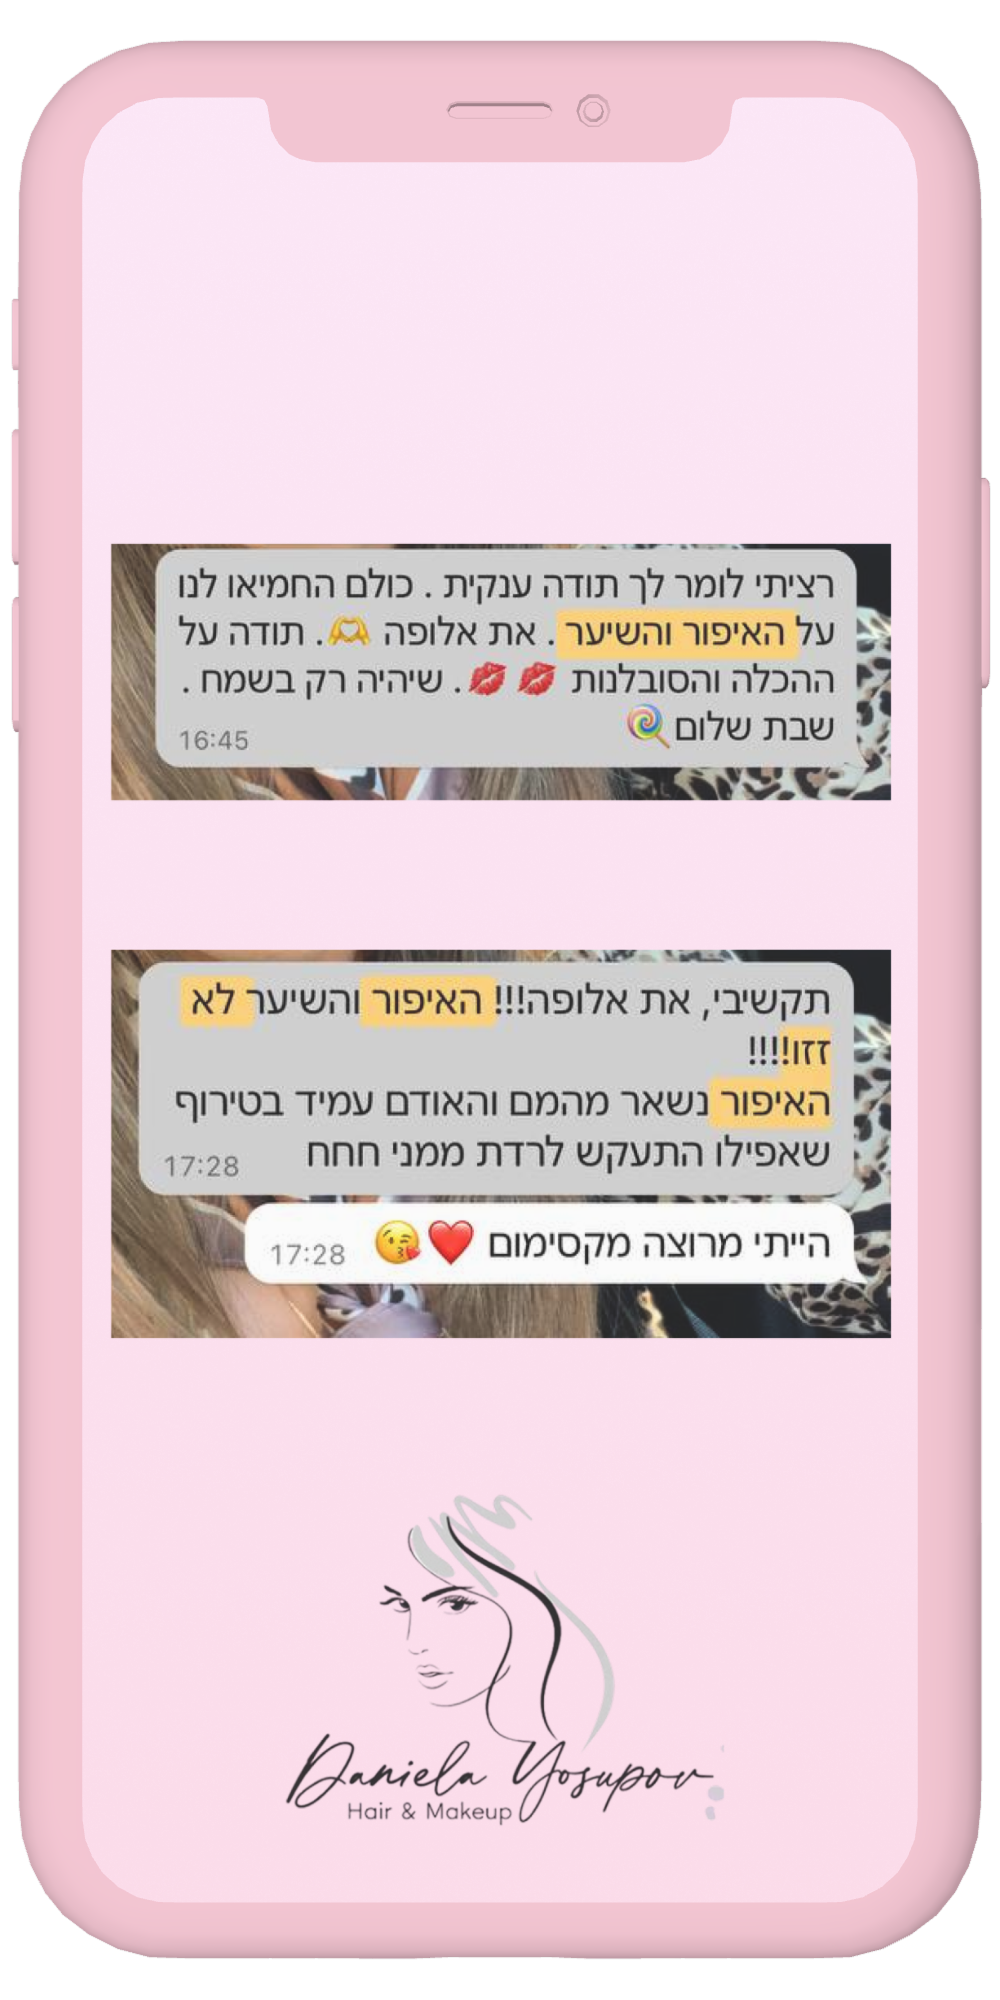 רציתי לומר לך תודה ענקית . כולם החמיאו לנו
על האיפור והשיער . את אלופה 🫶. תודה על
ההכלה והסובלנות 💋 💋. שיהיה רק בשמח .
שבת שלום🍭
16:45
תקשיבי, את אלופה!!! האיפור והשיער לא
זזו!!!!
האיפור נשאר מהמם והאודם עמיד בטירוף
שאפילו התעקש לרדת ממני חחח
17:28
הייתי מרוצה מקסימום ❤️😘
17:28
Daniela Yosupov
Hair & Makeup